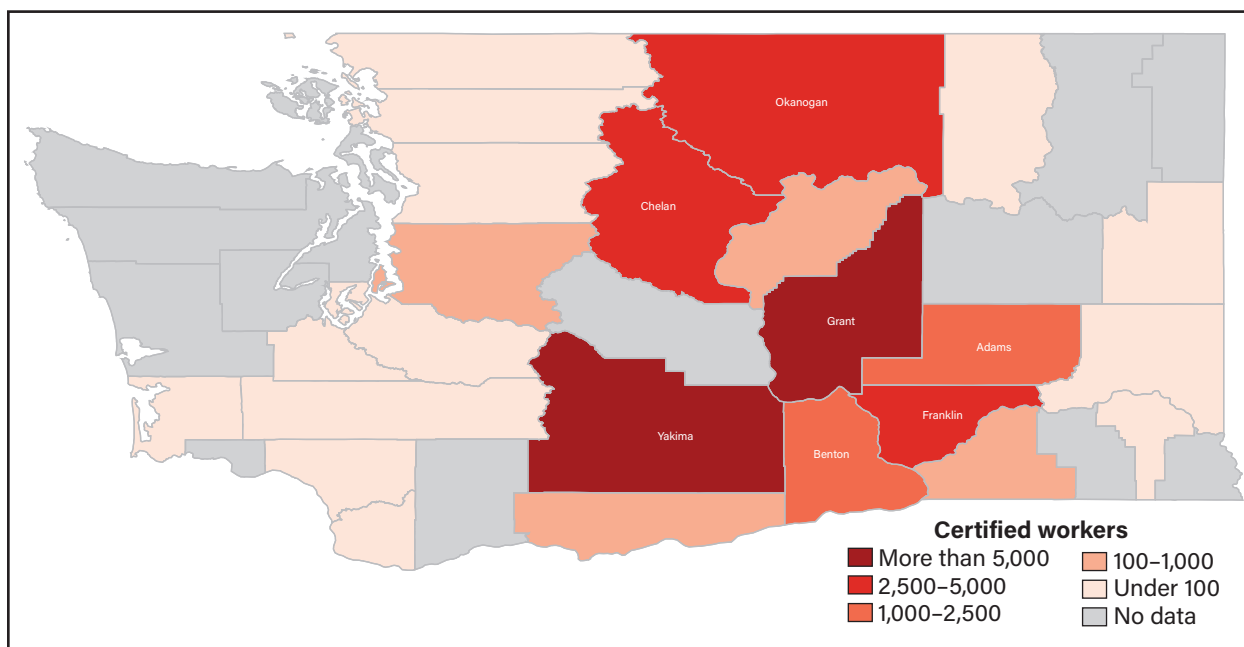 Okanogan
Chelan
Grant
Adams
Franklin
Yakima
Benton
Certified workers
More than 5,000
2,500–5,000
1,000–2,500
100–1,000
Under 100
No data